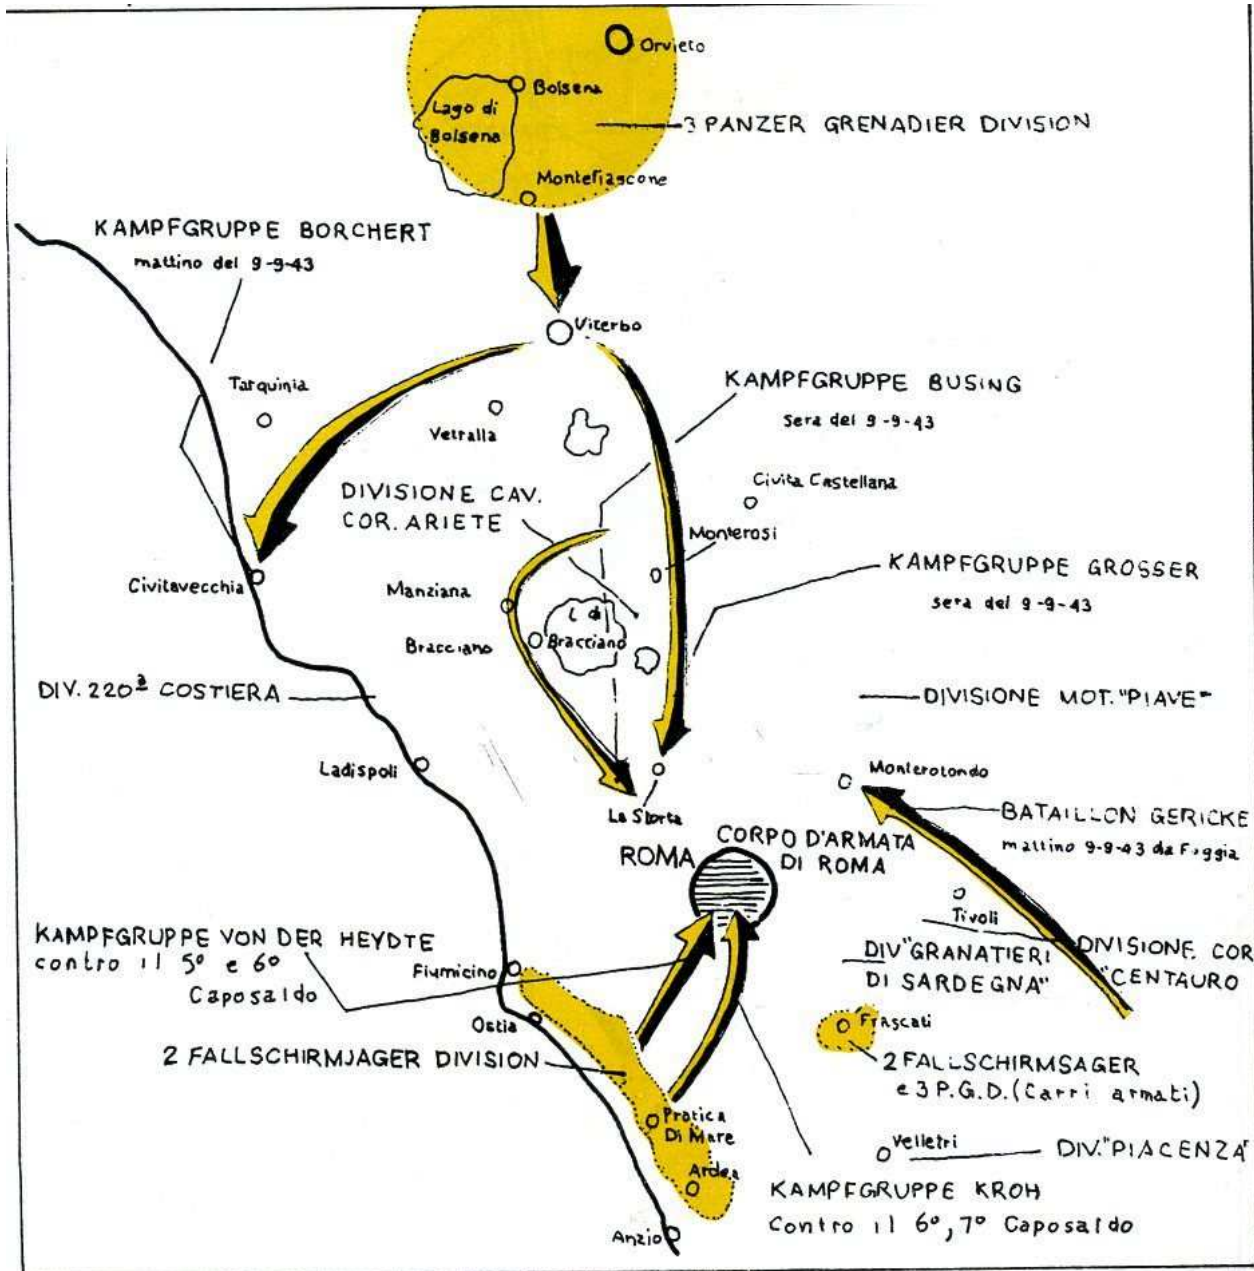 Orvieto
Bolsena
Lago di
Bolsena
3 PANZER GRENADIER DIVISION
Montefiascone
KAMPFGRUPPE BORCHERT
mattino del 9-9-43
Viterbo
Tarquinia
Vetralla
KAMPFGRUPPE BUSING
sera del 9-9-43
Civita Castellana
DIVISIONE CAV.
COR. ARIETE
Monterosi
Civitavecchia
Manziana
KAMPFGRUPPE GROSSER
sera del 9-9-43
L di
Bracciano
Bracciano
DIV. 220ª COSTIERA
DIVISIONE MOT. "PIAVE"
Ladispoli
Monterotondo
La Storta
BATAILLON GERICKE
mattino 9-9-43 da Foggia
ROMA
CORPO D'ARMATA
DI ROMA
Tivoli
KAMPFGRUPPE VON DER HEYDTE
contro il 5º e 6º
Caposaldo
Fiumicino
DIV "GRANATIERI
DI SARDEGNA"
DIVISIONE COR
"CENTAURO
Ostia
Frascati
2 FALLSCHIRMJAGER DIVISION
2 FALLSCHIRMSAGER
e 3 P.G.D. (Carri armati)
Pratica
Di Mare
Velletri
DIV. "PIACENZA"
Ardea
KAMPFGRUPPE KROH
Contro il 6º, 7º Caposaldo
Anzio